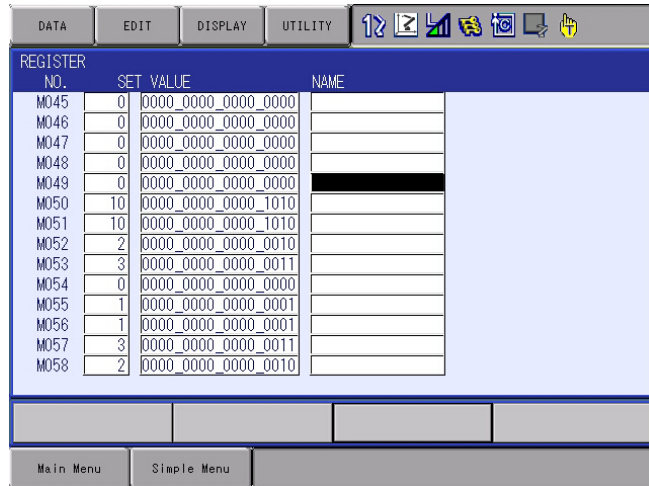 DATA EDIT DISPLAY UTILITY
REGISTER
NO. SET VALUE NAME
M045 0 0000_0000_0000_0000
M046 0 0000_0000_0000_0000
M047 0 0000_0000_0000_0000
M048 0 0000_0000_0000_0000
M049 0 0000_0000_0000_0000
M050 10 0000_0000_0000_1010
M051 10 0000_0000_0000_1010
M052 2 0000_0000_0000_0010
M053 3 0000_0000_0000_0011
M054 0 0000_0000_0000_0000
M055 1 0000_0000_0000_0001
M056 1 0000_0000_0000_0001
M057 3 0000_0000_0000_0011
M058 2 0000_0000_0000_0010
Main Menu Simple Menu